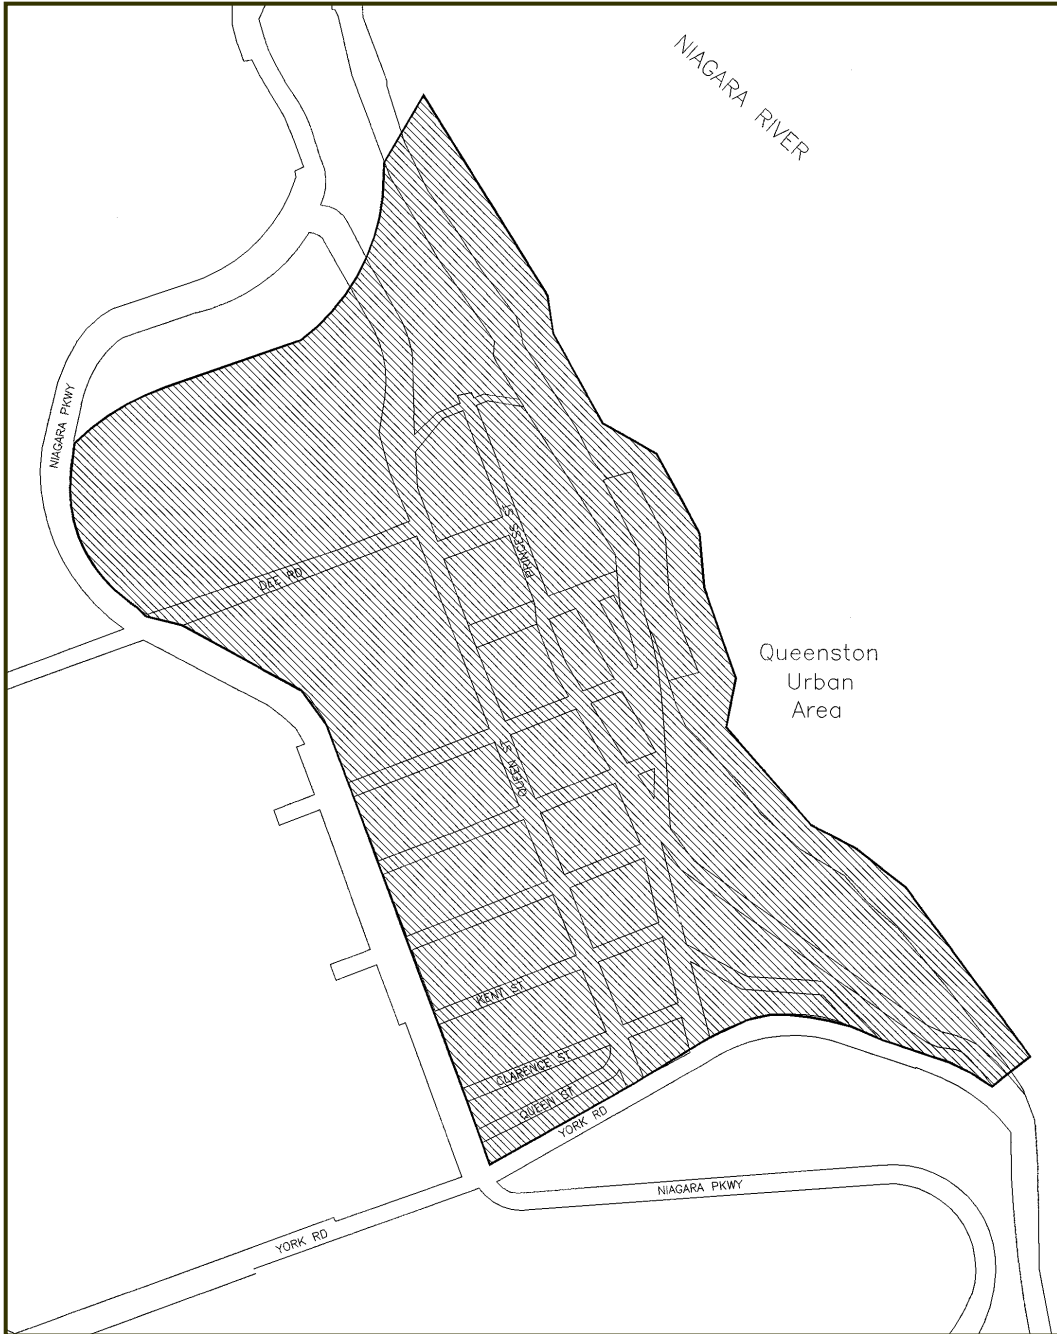 NIAGARA RIVER
NIAGARA PKWY
PRINCESS ST
DEE RD
Queenston
Urban
Area
QUEEN ST
KENT ST
CLARENCE ST
QUEEN ST
YORK RD
NIAGARA PKWY
YORK RD